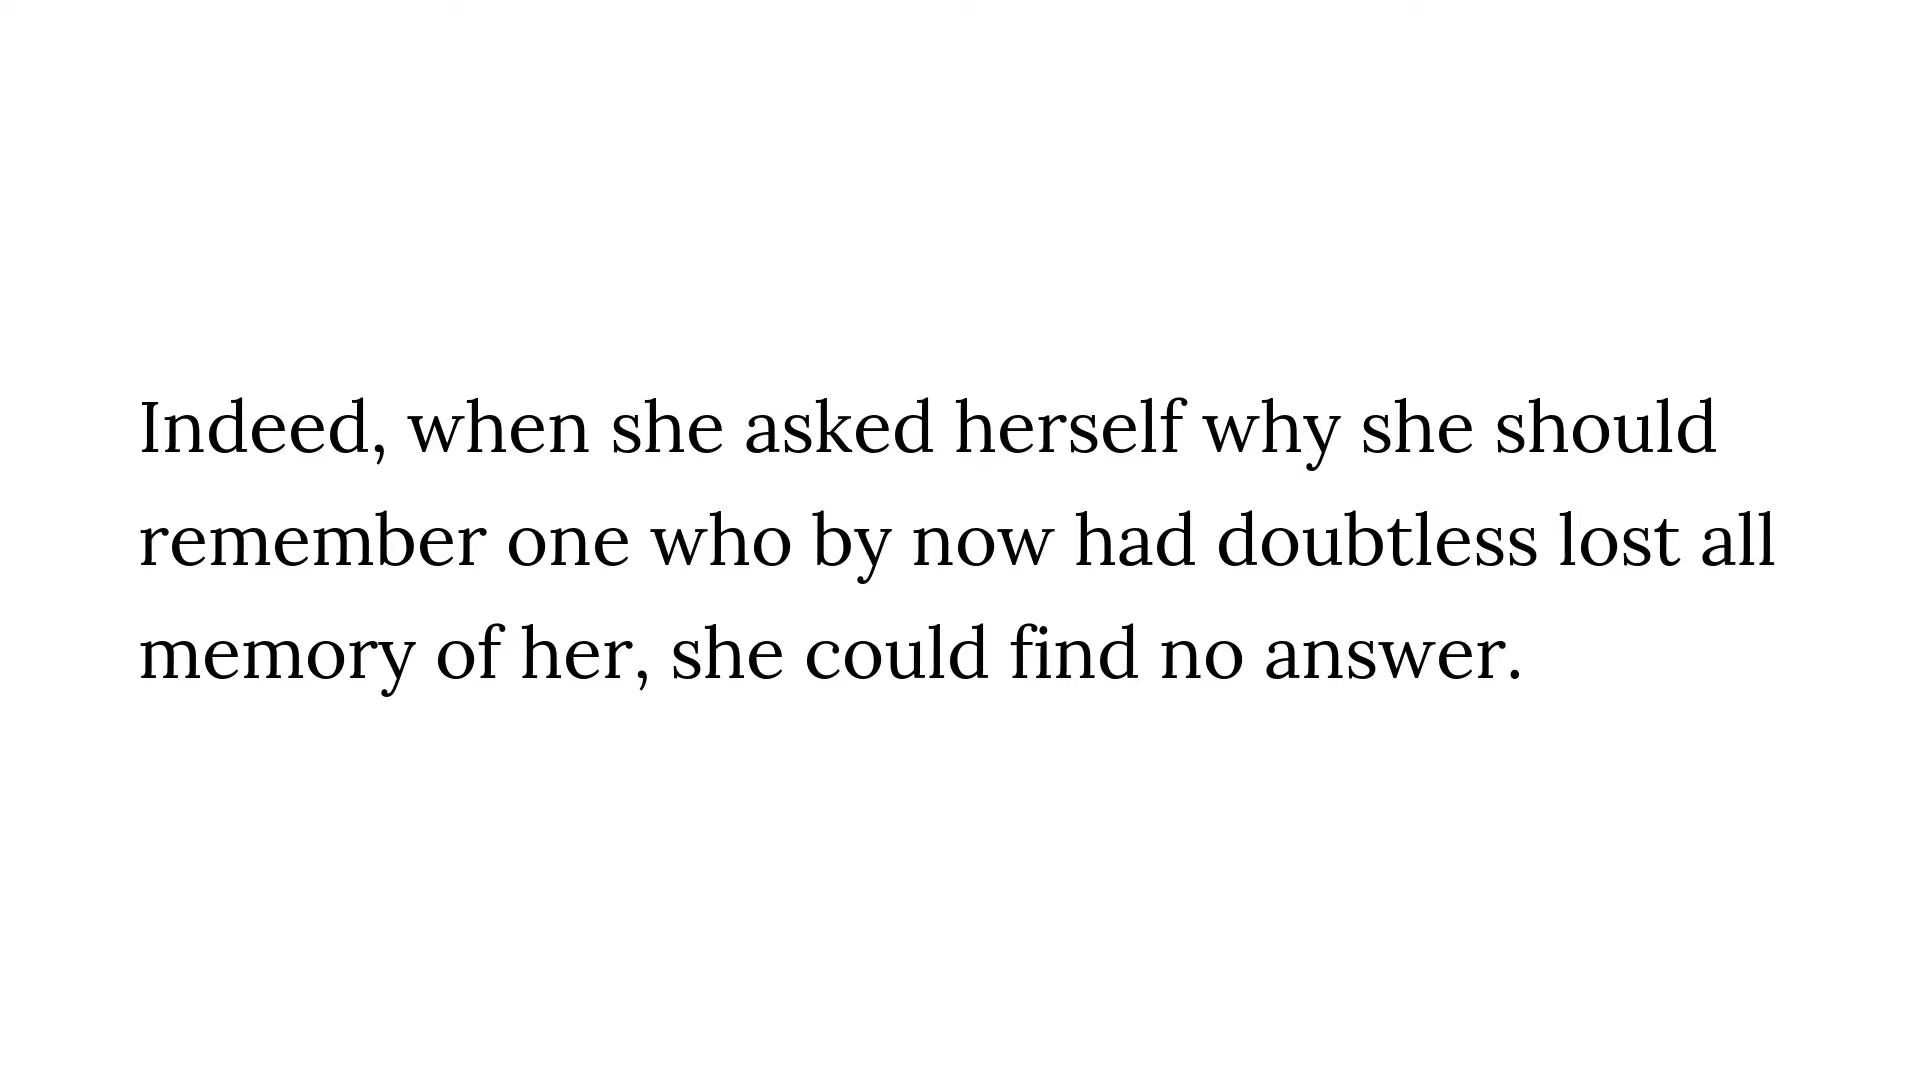 Indeed, when she asked herself why she should
remember one who by now had doubtless lost all
memory of her, she could find no answer.